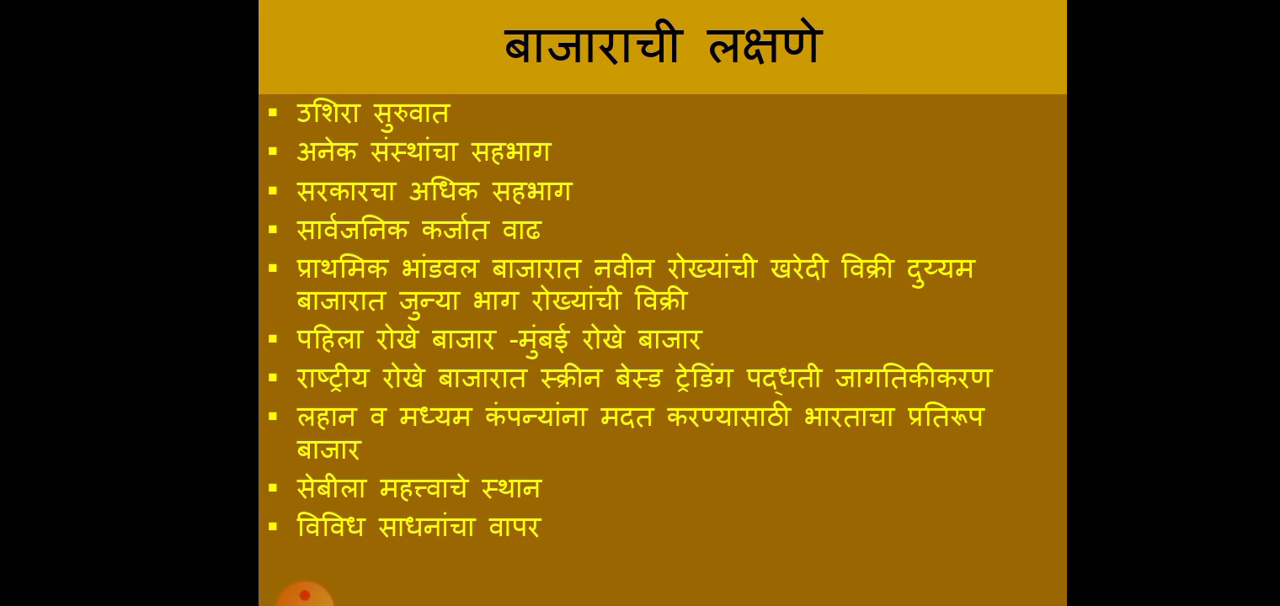 बाजाराची लक्षणे
▪ उशिरा सुरुवात
▪ अनेक संस्थांचा सहभाग
▪ सरकारचा अधिक सहभाग
▪ सार्वजनिक कर्जात वाढ
▪ प्राथमिक भांडवल बाजारात नवीन रोख्यांची खरेदी विक्री दुय्यम
बाजारात जुन्या भाग रोख्यांची विक्री
▪ पहिला रोखे बाजार -मुंबई रोखे बाजार
▪ राष्ट्रीय रोखे बाजारात स्क्रीन बेस्ड ट्रेडिंग पद्धती जागतिकीकरण
▪ लहान व मध्यम कंपन्यांना मदत करण्यासाठी भारताचा प्रतिरूप
बाजार
▪ सेबीला महत्त्वाचे स्थान
▪ विविध साधनांचा वापर